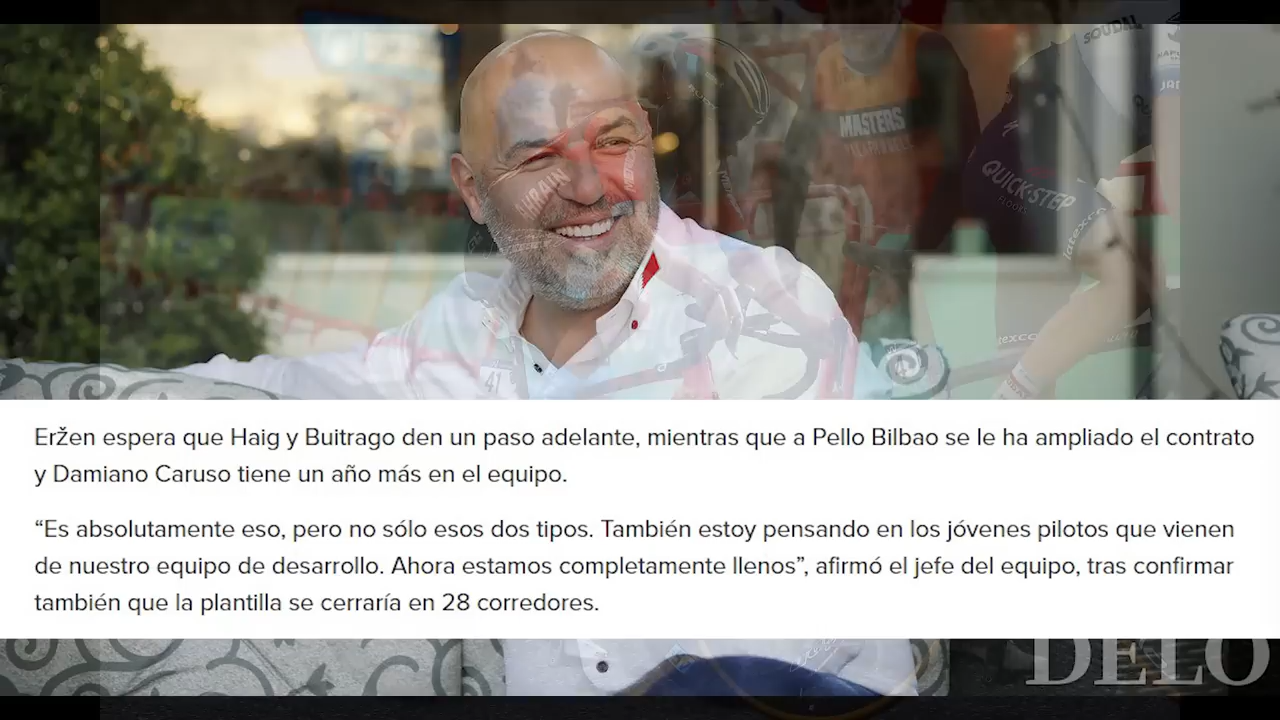 SOUDAL
MASTERS
QUICK-STEP
FLOORS
latexco
41
Eržen espera que Haig y Buitrago den un paso adelante, mientras que a Pello Bilbao se le ha ampliado el contrato
y Damiano Caruso tiene un año más en el equipo.
“Es absolutamente eso, pero no sólo esos dos tipos. También estoy pensando en los jóvenes pilotos que vienen
de nuestro equipo de desarrollo. Ahora estamos completamente llenos”, afirmó el jefe del equipo, tras confirmar
también que la plantilla se cerraría en 28 corredores.
DELO